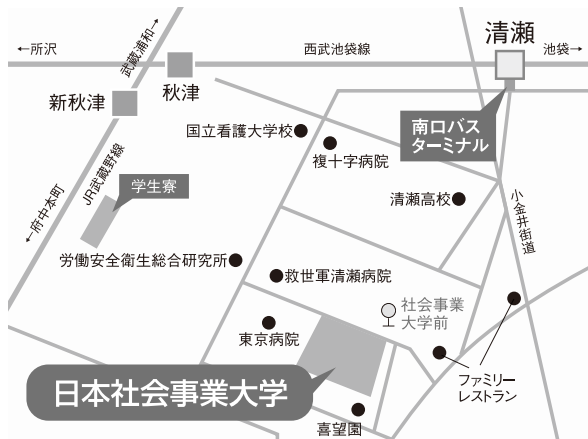 清瀬
←所沢
武蔵浦和→
西武池袋線
池袋→
秋津
新秋津
南口バス
ターミナル
国立看護大学校
複十字病院
JR武蔵野線
学生寮
清瀬高校
小金井街道
←府中本町
労働安全衛生総合研究所
救世軍清瀬病院
社会事業
大学前
東京病院
日本社会事業大学
ファミリー
レストラン
喜望園